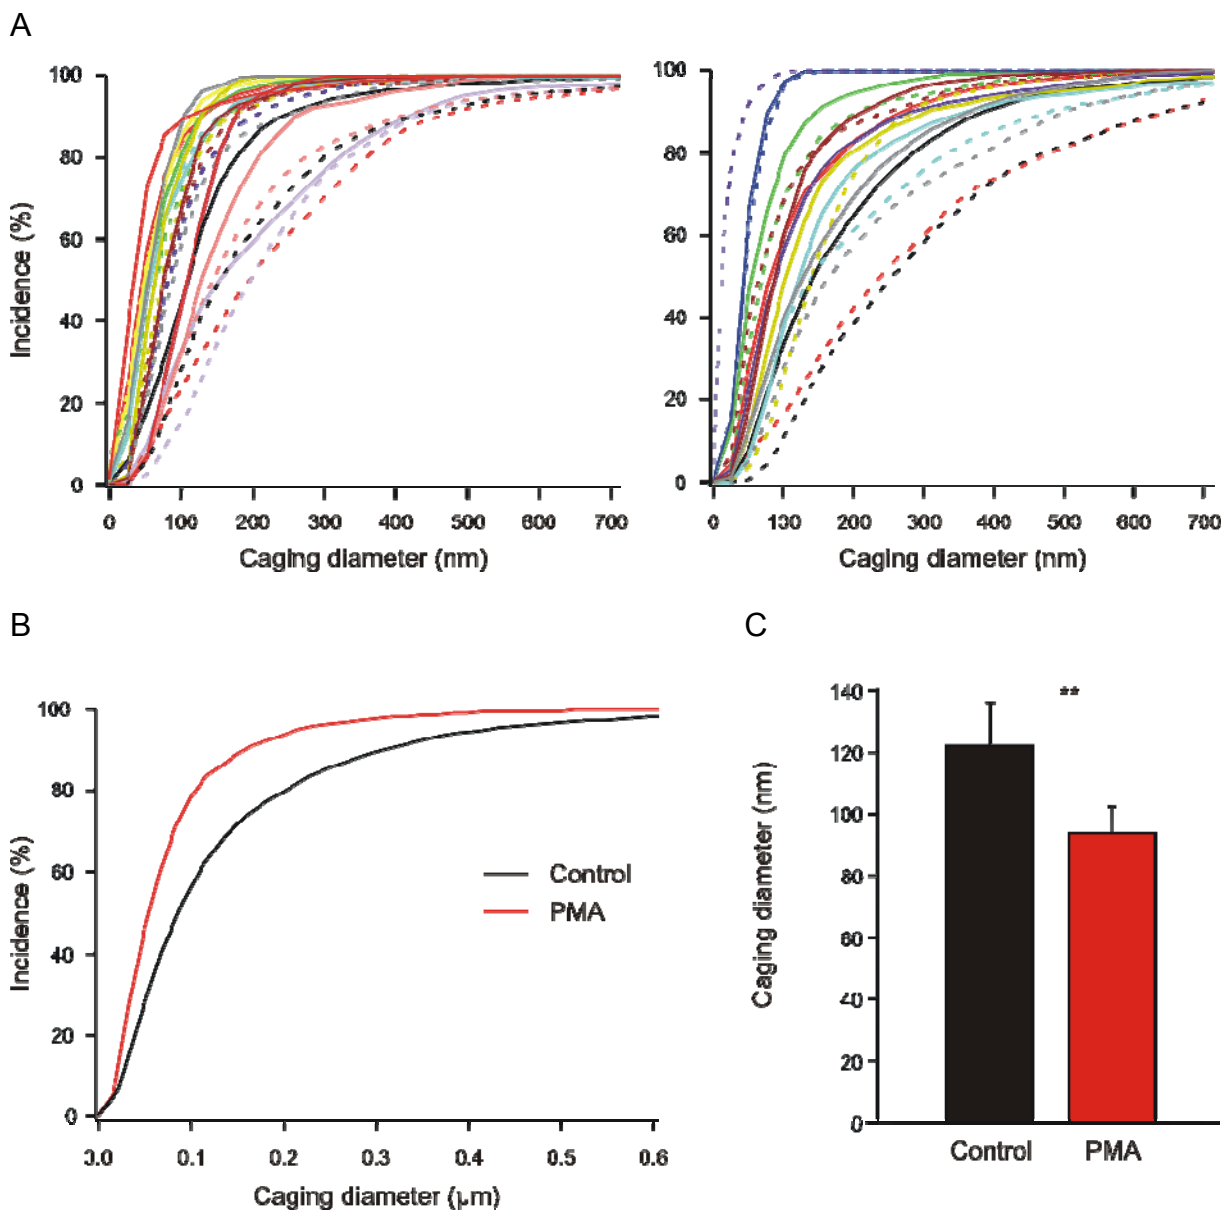 A
100
80
60
40
20
0
Incidence (%)
0 100 200 300 400 500 600 700
Caging diameter (nm)
100
80
60
40
20
0
0 100 200 300 400 500 600 700
Caging diameter (nm)
B
100
80
60
40
20
0
Incidence (%)
Control
PMA
0.0 0.1 0.2 0.3 0.4 0.5 0.6
Caging diameter (μm)
C
**
140
120
100
80
60
40
20
0
Caging diameter (nm)
Control PMA